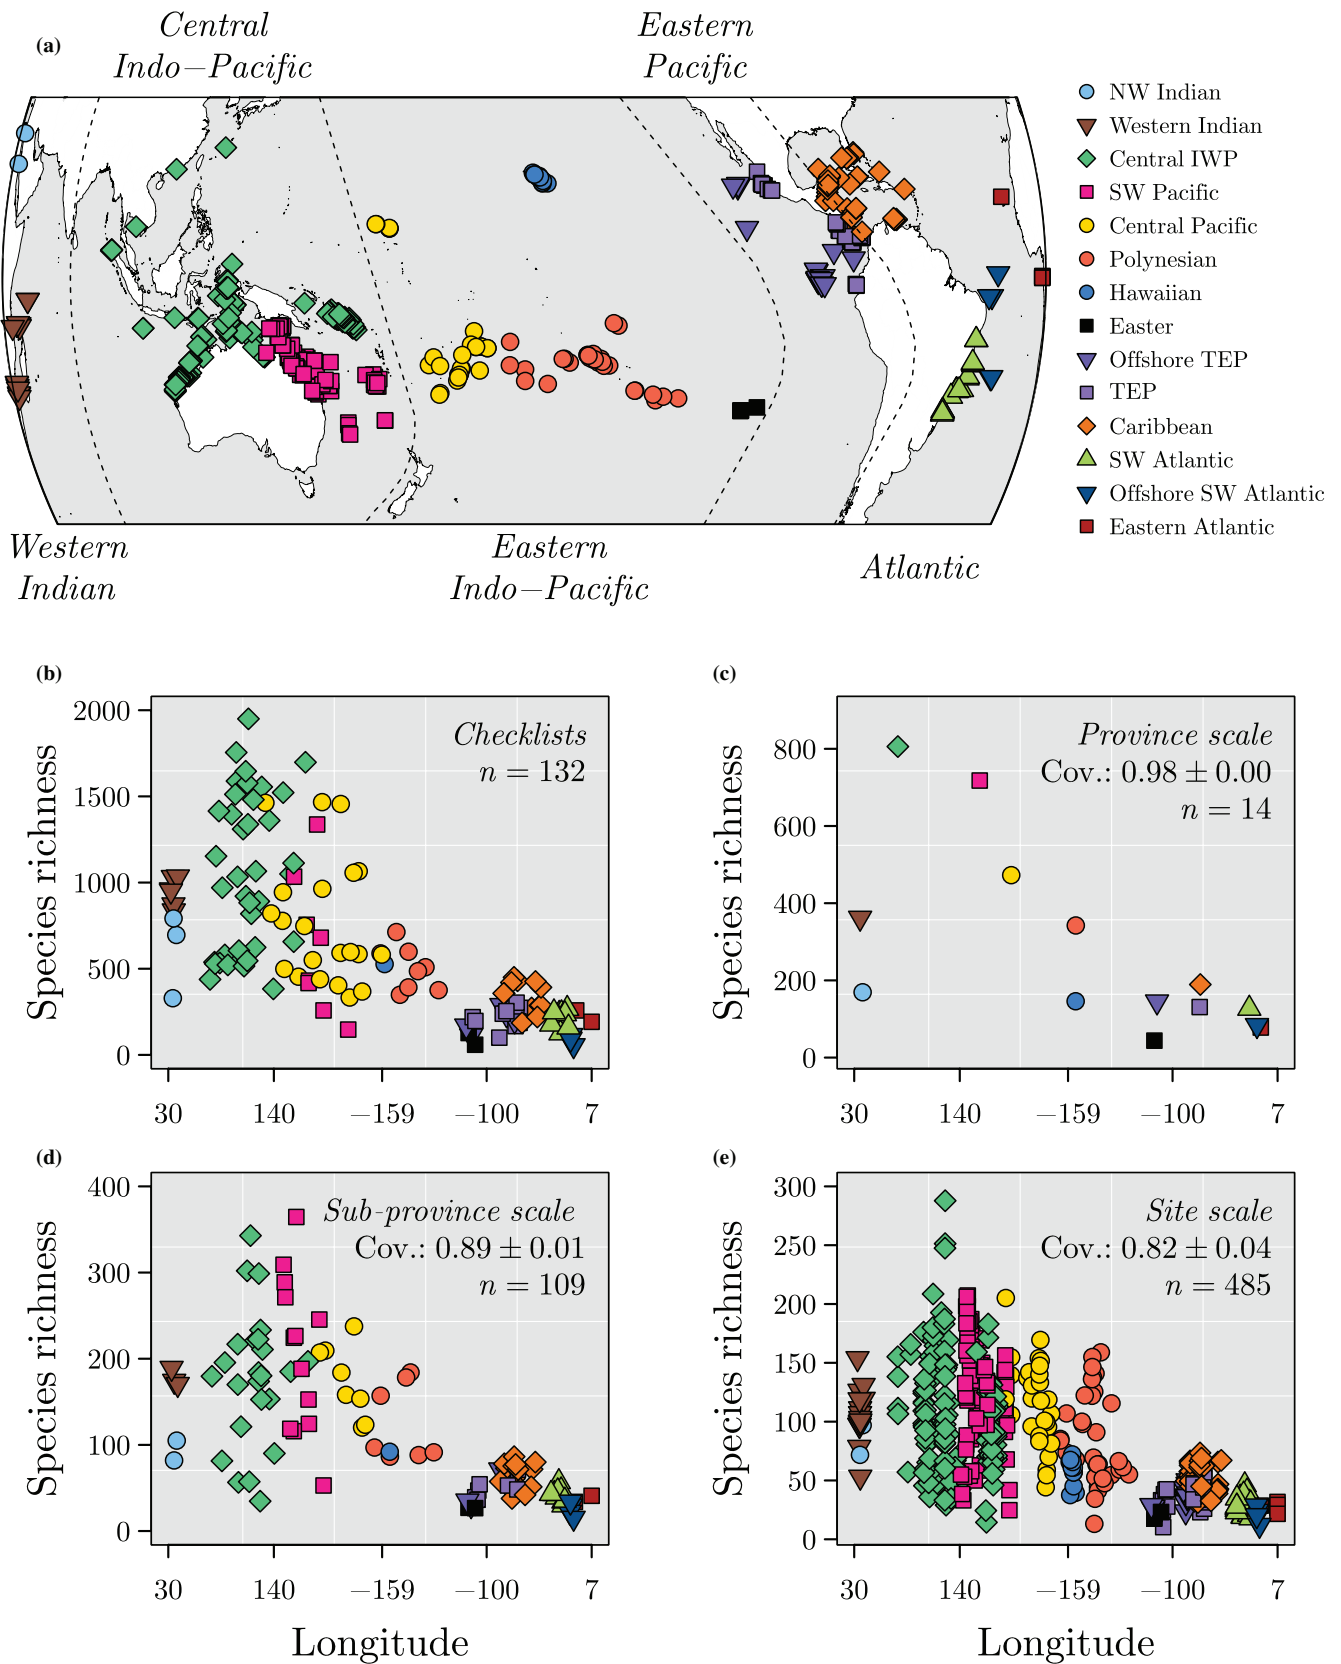 (a)
Central
Indo−Pacific
Eastern
Pacific
NW Indian
Western Indian
Central IWP
SW Pacific
Central Pacific
Polynesian
Hawaiian
Easter
Offshore TEP
TEP
Caribbean
SW Atlantic
Offshore SW Atlantic
Eastern Atlantic
Western
Indian
Eastern
Indo−Pacific
Atlantic
(b)
Species richness
2000
1500
1000
500
0
Checklists
n = 132
30 140 −159 −100 7
(c)
Species richness
800
600
400
200
0
Province scale
Cov.: 0.98 ± 0.00
n = 14
30 140 −159 −100 7
(d)
Species richness
400
300
200
100
0
Sub-province scale
Cov.: 0.89 ± 0.01
n = 109
30 140 −159 −100 7
Longitude
(e)
Species richness
300
250
200
150
100
50
0
Site scale
Cov.: 0.82 ± 0.04
n = 485
30 140 −159 −100 7
Longitude